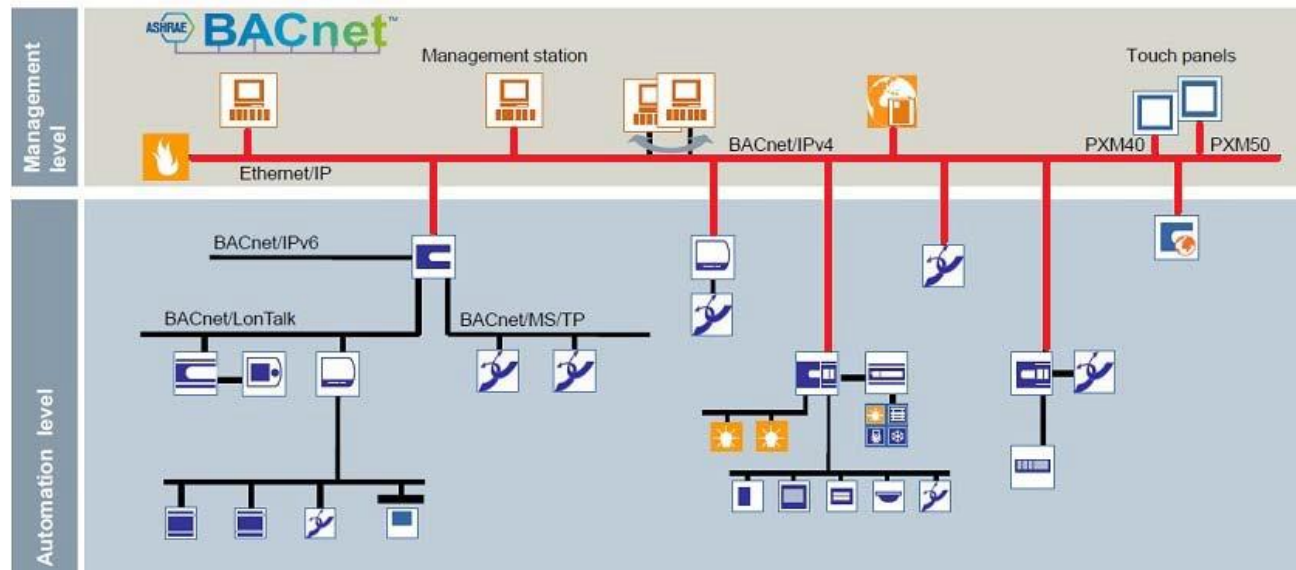 Management
level
ASHRAE BACnet™
Management station
Touch panels
BACnet/IPv4
PXM40
PXM50
Ethernet/IP
Automation level
BACnet/IPv6
BACnet/LonTalk
BACnet/MS/TP